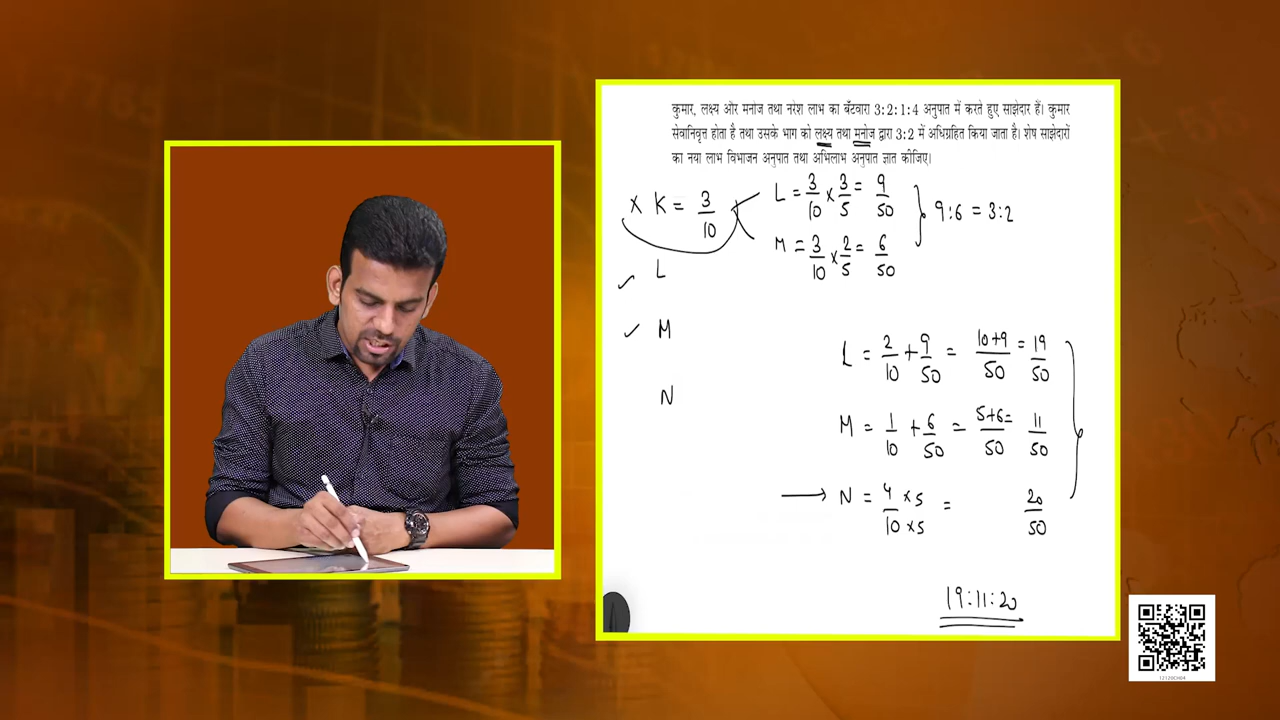 कुमार, लक्ष्य और मनोज तथा नरेश लाभ का बँटवारा 3:2:1:4 अनुपात में करते हुए साझेदार हैं। कुमार
सेवानिवृत्त होता है तथा उसके भाग को लक्ष्य तथा मनोज द्वारा 3:2 में अधिग्रहित किया जाता है। शेष साझेदारों
का नया लाभ विभाजन अनुपात तथा अभिलाभ अनुपात ज्ञात कीजिए।
x K = 3/10
L = 3/10 x 3/5 = 9/50
M = 3/10 x 2/5 = 6/50
9:6 = 3:2
✓ L
✓ M
N
L = 2/10 + 9/50 = 10+9/50 = 19/50
M = 1/10 + 6/50 = 5+6/50 = 11/50
→ N = 4x5/10x5 = 20/50
19:11:20
12120CH04